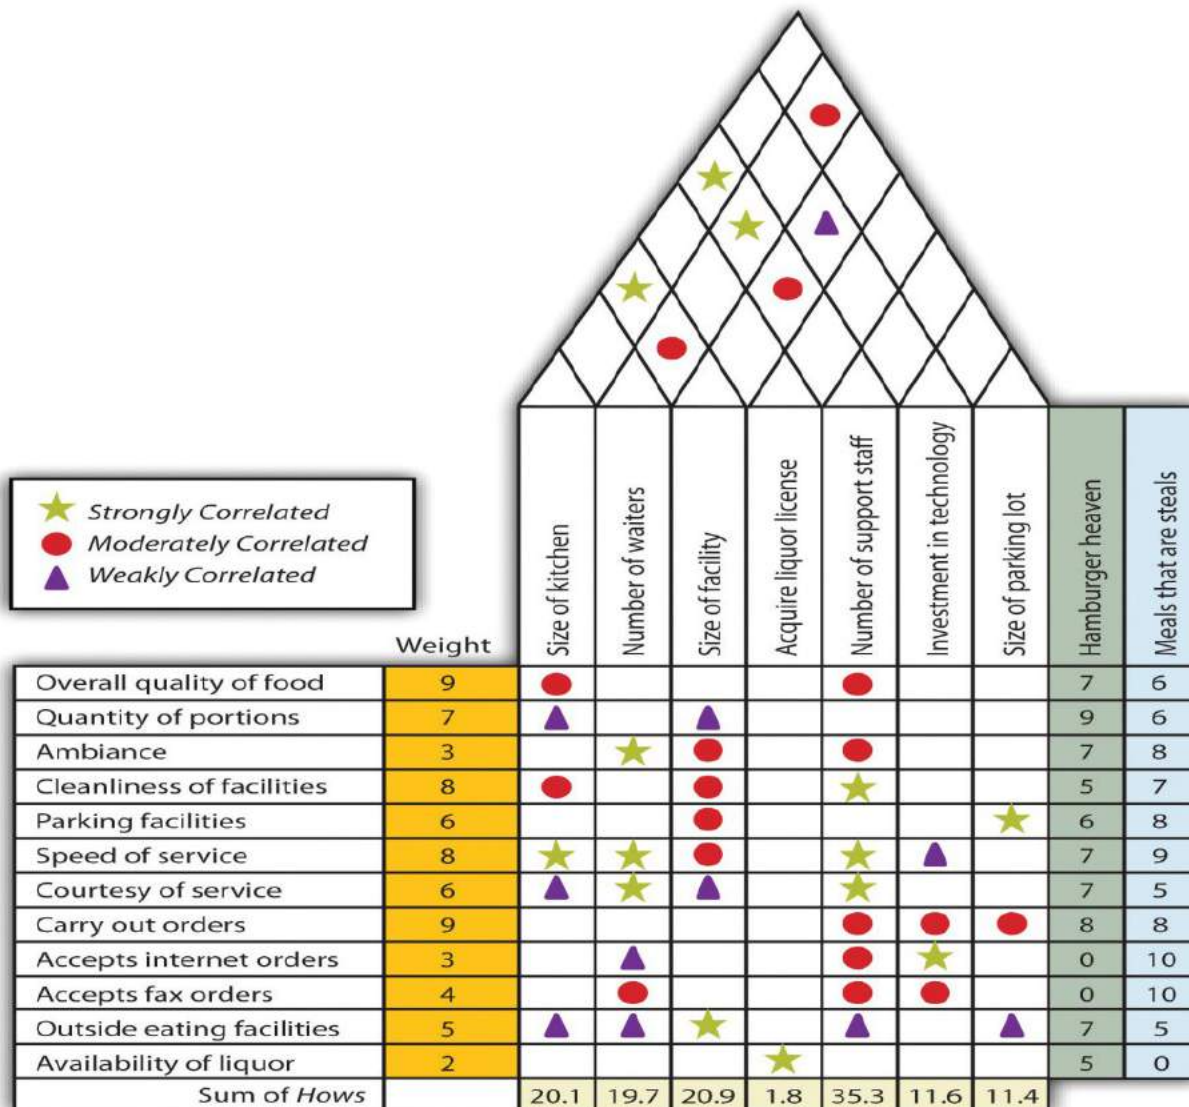 Strongly Correlated
Moderately Correlated
Weakly Correlated
Weight
Size of kitchen
Number of waiters
Size of facility
Acquire liquor license
Number of support staff
Investment in technology
Size of parking lot
Hamburger heaven
Meals that are steals
Overall quality of food 9 7 6
Quantity of portions 7 9 6
Ambiance 3 7 8
Cleanliness of facilities 8 5 7
Parking facilities 6 6 8
Speed of service 8 7 9
Courtesy of service 6 7 5
Carry out orders 9 8 8
Accepts internet orders 3 0 10
Accepts fax orders 4 0 10
Outside eating facilities 5 7 5
Availability of liquor 2 5 0
Sum of Hows 20.1 19.7 20.9 1.8 35.3 11.6 11.4